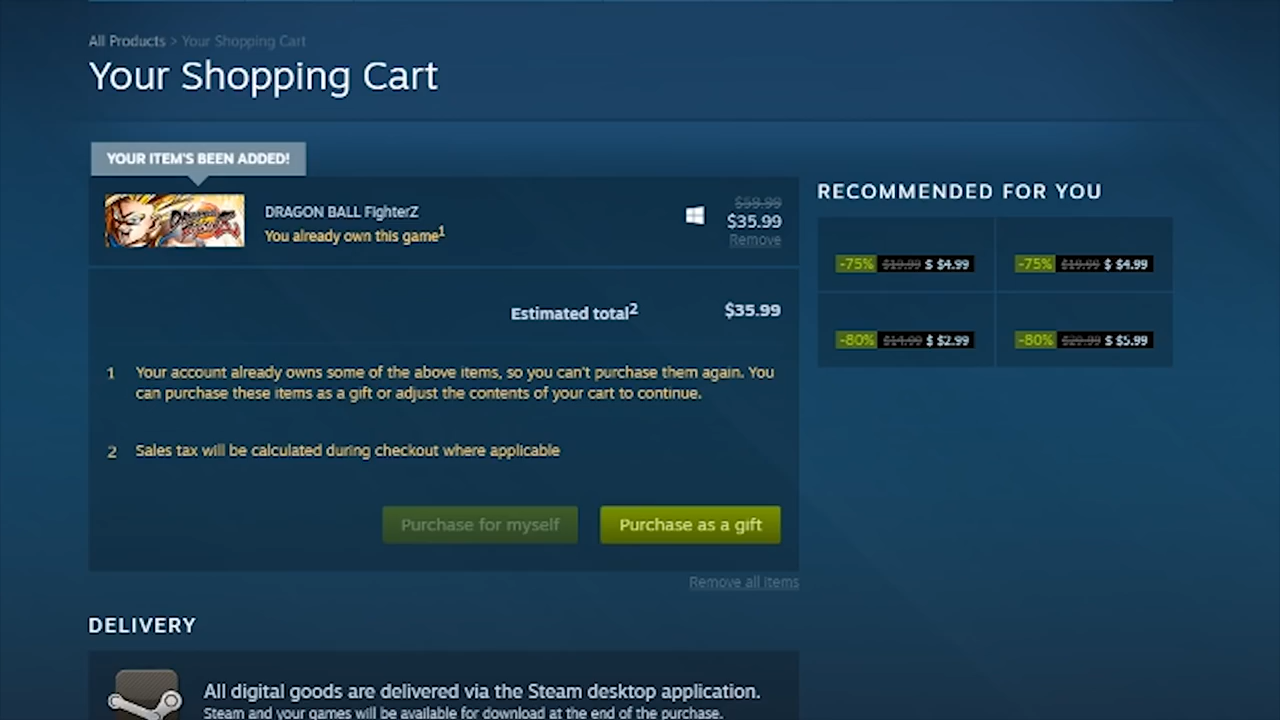 All Products > Your Shopping Cart
Your Shopping Cart
YOUR ITEM'S BEEN ADDED!
DRAGON BALL FighterZ
You already own this game1
$59.99
$35.99
Remove
Estimated total2
$35.99
1 Your account already owns some of the above items, so you can't purchase them again. You
can purchase these items as a gift or adjust the contents of your cart to continue.
2 Sales tax will be calculated during checkout where applicable
Purchase for myself
Purchase as a gift
Remove all items
RECOMMENDED FOR YOU
-75% $19.99 $ $4.99
-75% $19.99 $ $4.99
-80% $14.99 $ $2.99
-80% $29.99 $ $5.99
DELIVERY
All digital goods are delivered via the Steam desktop application.
Steam and your games will be available for download at the end of the purchase.